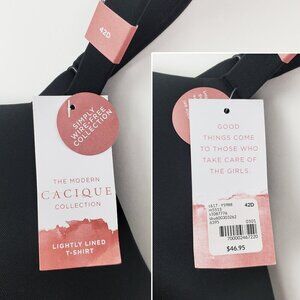 42D
SIMPLY
WIRE-FREE
COLLECTION
THE MODERN
CACIQUE
COLLECTION
LIGHTLY LINED
T-SHIRT
GOOD
THINGS COME
TO THOSE WHO
TAKE CARE OF
THE GIRLS.
42D
0101
$46.95